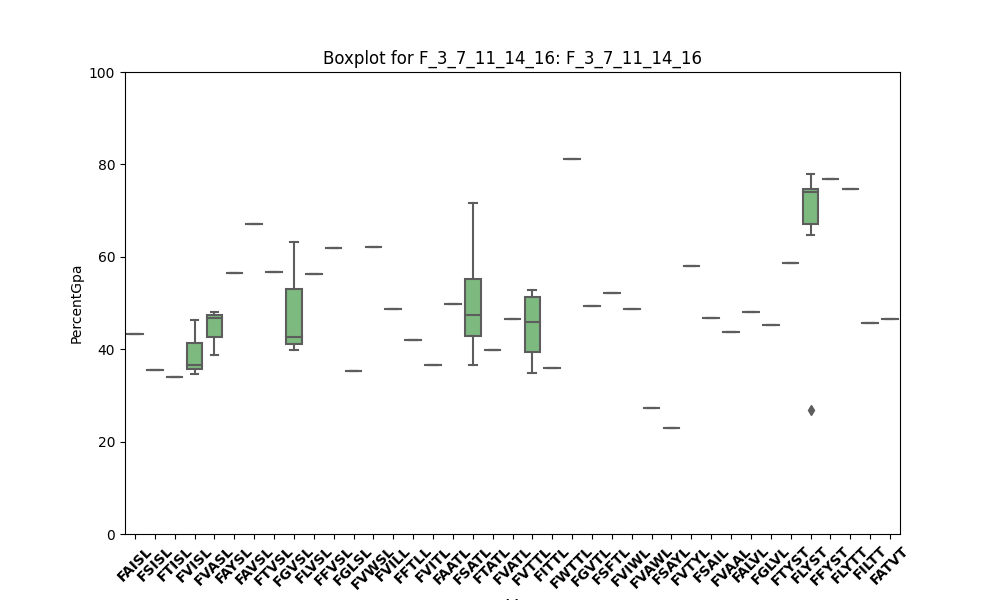 Boxplot for F_3_7_11_14_16: F_3_7_11_14_16
PercentGpa
100
80
60
40
20
0
FAISL
FSISL
FTISL
FVISL
FVASL
FAYSL
FAVSL
FTVSL
FGVSL
FLVSL
FFVSL
FGLSL
FVWSL
FVILL
FFTLL
FVITL
FAATL
FSATL
FTATL
FVATL
FVTTL
FITTL
FWTTL
FGVTL
FSFTL
FVIWL
FVAWL
FSAYL
FVTYL
FSAIL
FVAAL
FALVL
FGLVL
FTYST
FLYST
FFYST
FLYTT
FILTT
FATVT